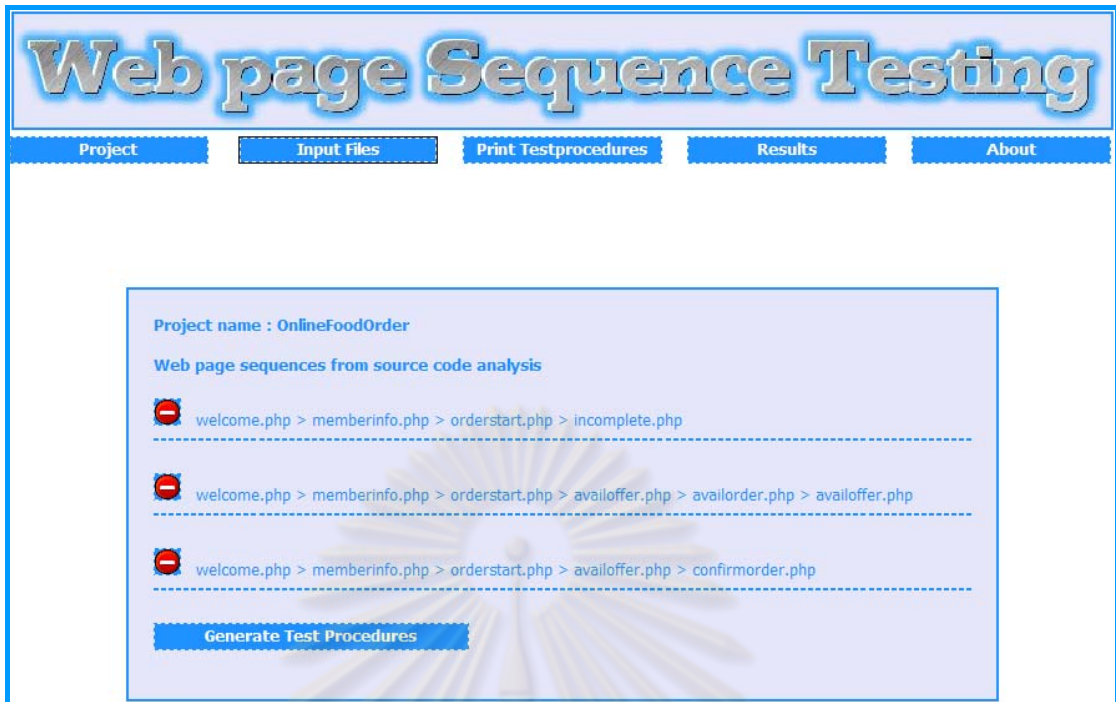 Web page Sequence Testing
Project Input Files Print Testprocedures Results About
Project name : OnlineFoodOrder
Web page sequences from source code analysis
welcome.php > memberinfo.php > orderstart.php > incomplete.php
welcome.php > memberinfo.php > orderstart.php > availoffer.php > availorder.php > availoffer.php
welcome.php > memberinfo.php > orderstart.php > availoffer.php > confirmorder.php
Generate Test Procedures